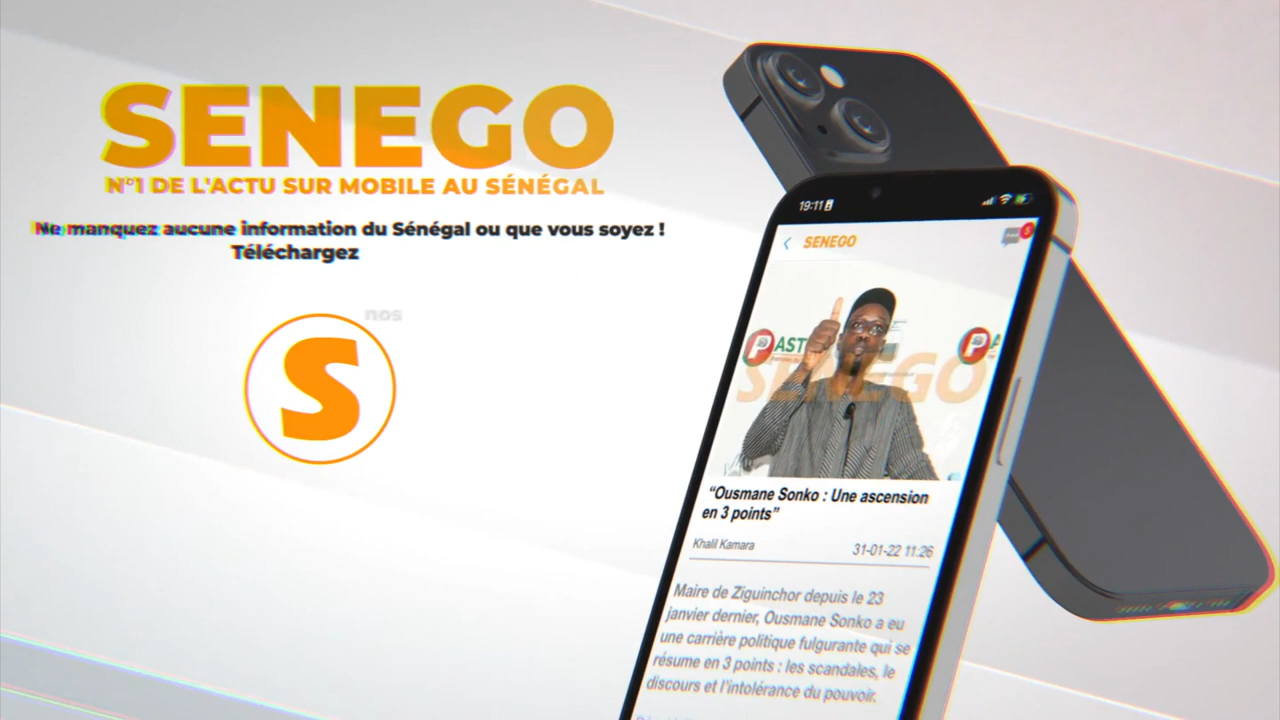 SENEGO
N°1 DE L'ACTU SUR MOBILE AU SÉNÉGAL
Ne manquez aucune information du Sénégal ou que vous soyez !
Téléchargez
nos
S
19:11
SENEGO
PAST
P
SENEGO
“Ousmane Sonko : Une ascension
en 3 points”
Khalil Kamara
31-01-22 11:26
Maire de Ziguinchor depuis le 23
janvier dernier, Ousmane Sonko a eu
une carrière politique fulgurante qui se
résume en 3 points : les scandales, le
discours et l'intolérance du pouvoir.